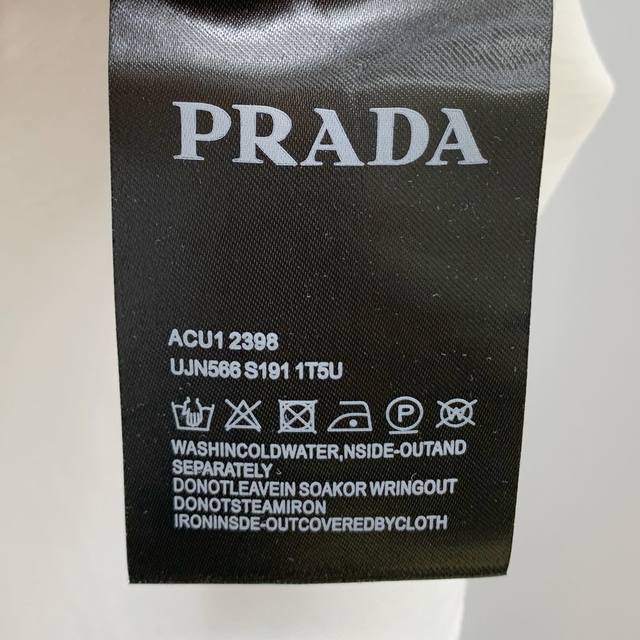 PRADA
ACU1 2398
UJN566 S191 1T5U
P W
WASHINCOLDWATER,NSIDE-OUTAND
SEPARATELY
DONOTLEAVEIN SOAKOR WRINGOUT
DONOTSTEAMIRON
IRONINSDE-OUTCOVEREDBYCLOTH